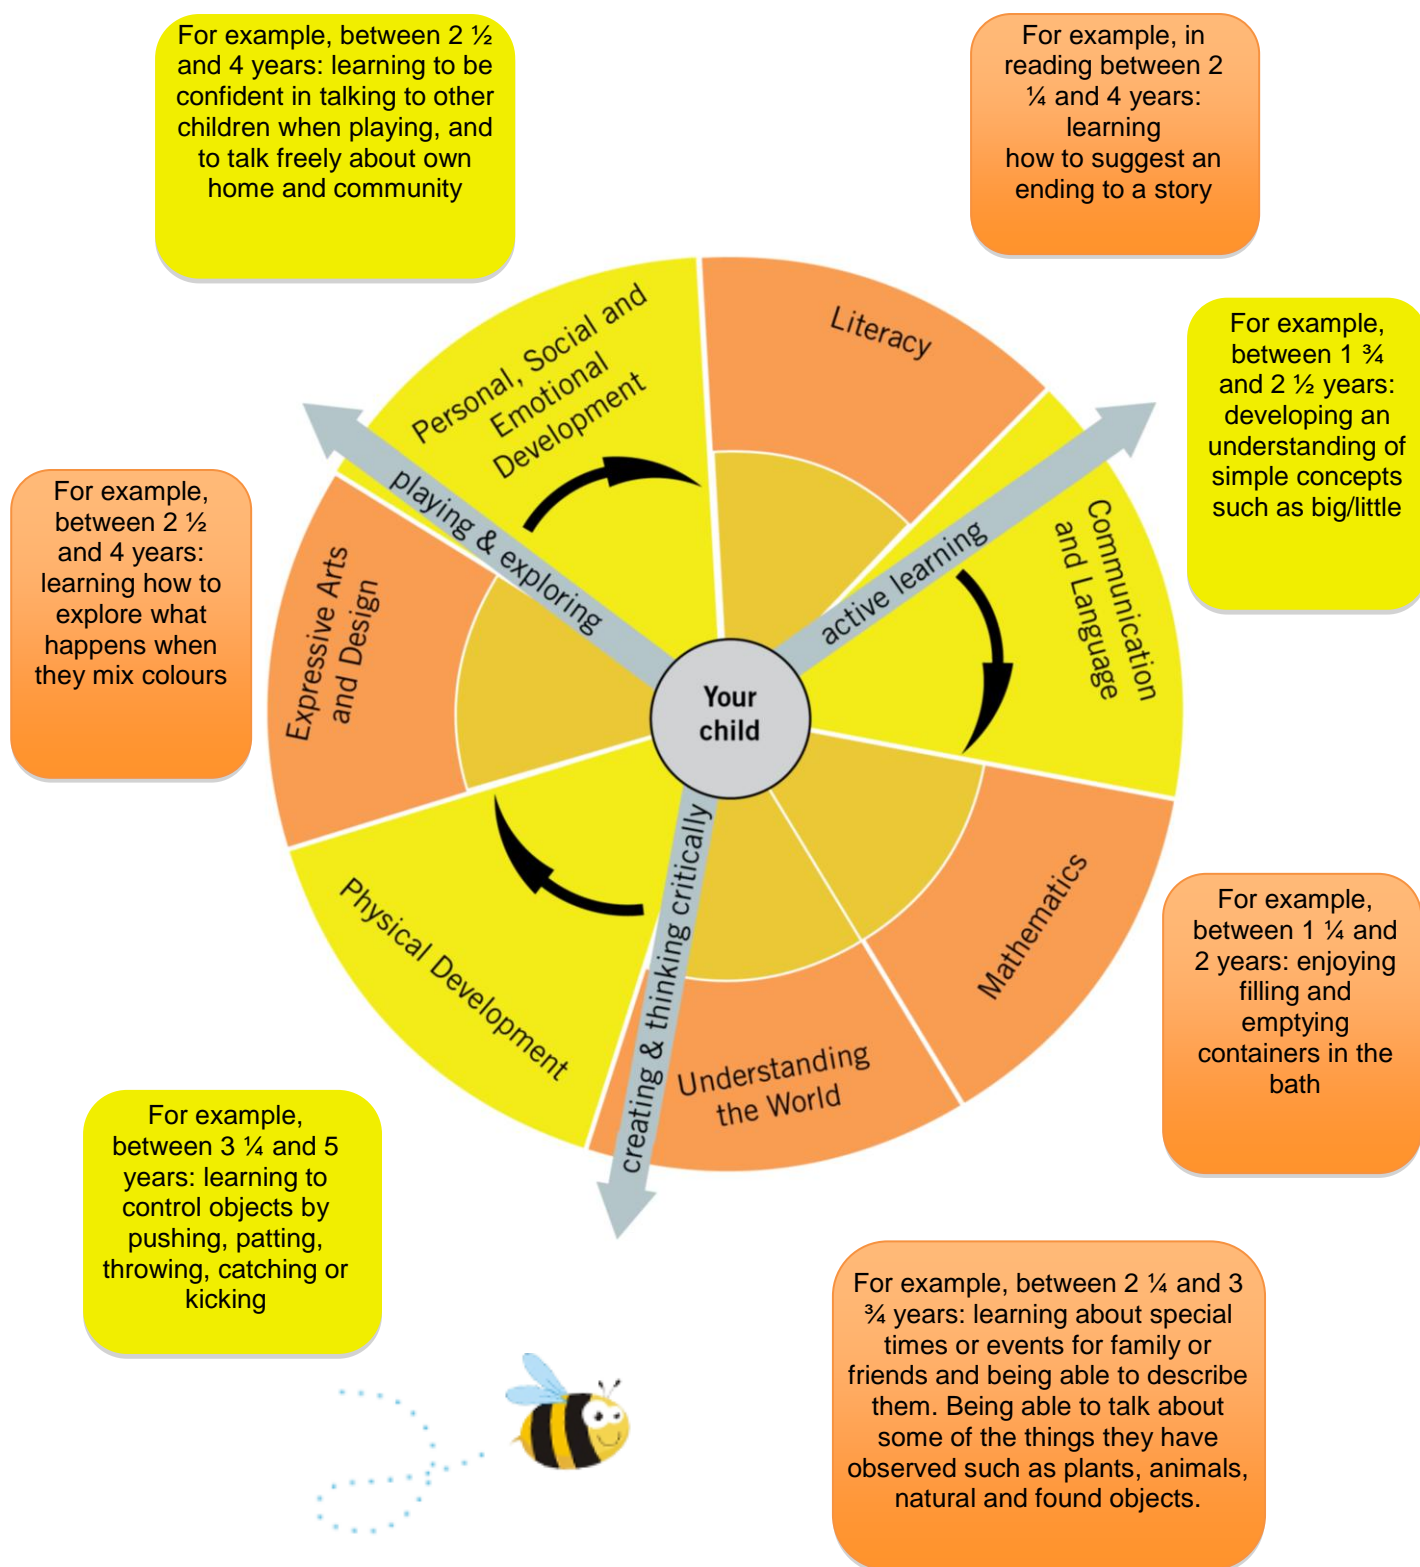 For example, between 2 ½
and 4 years: learning to be
confident in talking to other
children when playing, and
to talk freely about own
home and community
For example, in
reading between 2
¼ and 4 years:
learning
how to suggest an
ending to a story
For example,
between 1 ¾
and 2 ½ years:
developing an
understanding of
simple concepts
such as big/little
For example,
between 2 ½
and 4 years:
learning how to
explore what
happens when
they mix colours
Personal, Social and
Emotional
Development
Literacy
Communication
and Language
Expressive Arts
and Design
playing & exploring
active learning
Your
child
creating & thinking critically
Physical Development
Mathematics
Understanding
the World
For example,
between 1 ¼ and
2 years: enjoying
filling and
emptying
containers in the
bath
For example,
between 3 ¼ and 5
years: learning to
control objects by
pushing, patting,
throwing, catching or
kicking
For example, between 2 ¼ and 3
¾ years: learning about special
times or events for family or
friends and being able to describe
them. Being able to talk about
some of the things they have
observed such as plants, animals,
natural and found objects.